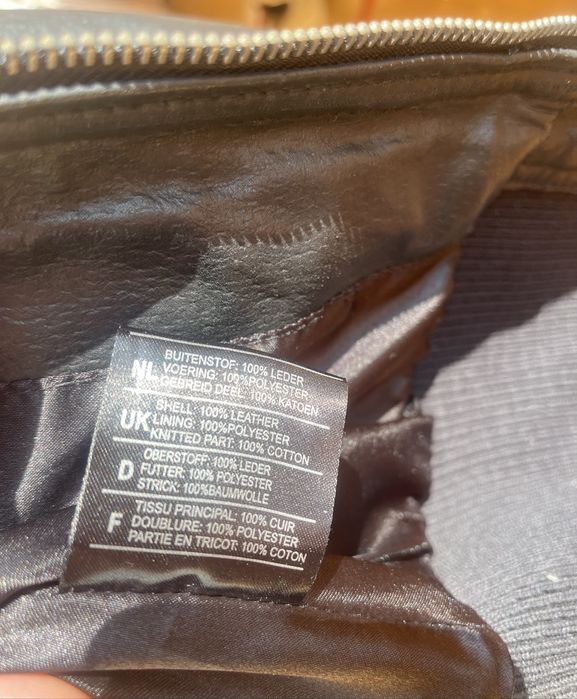 NL BUITENSTOF: 100% LEDER
VOERING: 100%POLYESTER
GEBREID DEEL: 100% KATOEN
UK SHELL: 100% LEATHER
LINING: 100%POLYESTER
KNITTED PART: 100% COTTON
D OBERSTOFF: 100% LEDER
FUTTER: 100% POLYESTER
STRICK: 100%BAUMWOLLE
F TISSU PRINCIPAL: 100% CUIR
DOUBLURE: 100% POLYESTER
PARTIE EN TRICOT: 100% COTON